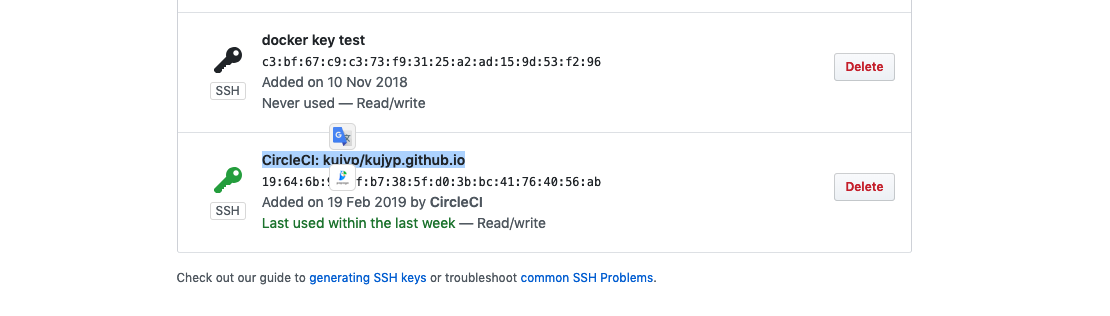 docker key test
c3:bf:67:c9:c3:73:f9:31:25:a2:ad:15:9d:53:f2:96
Delete
SSH
Added on 10 Nov 2018
Never used — Read/write
CircleCI: kujyp/kujyp.github.io
19:64:6b:9 f:b7:38:5f:d0:3b:bc:41:76:40:56:ab
Delete
SSH
Added on 19 Feb 2019 by CircleCI
Last used within the last week — Read/write
Check out our guide to generating SSH keys or troubleshoot common SSH Problems.